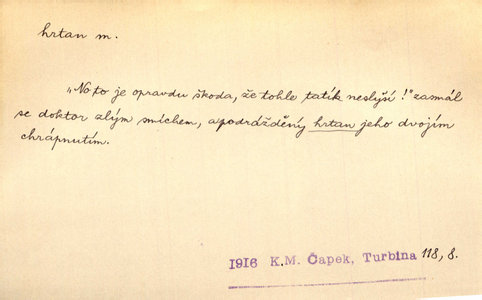 hrtan m.
„No to je opravdu škoda, že tohle tatík neslyší!" zasmál
se doktor zlým smíchem, a podrážděný hrtan jeho dvojím
chrápnutím.
1916 K.M. Čapek, Turbina 118, 8.